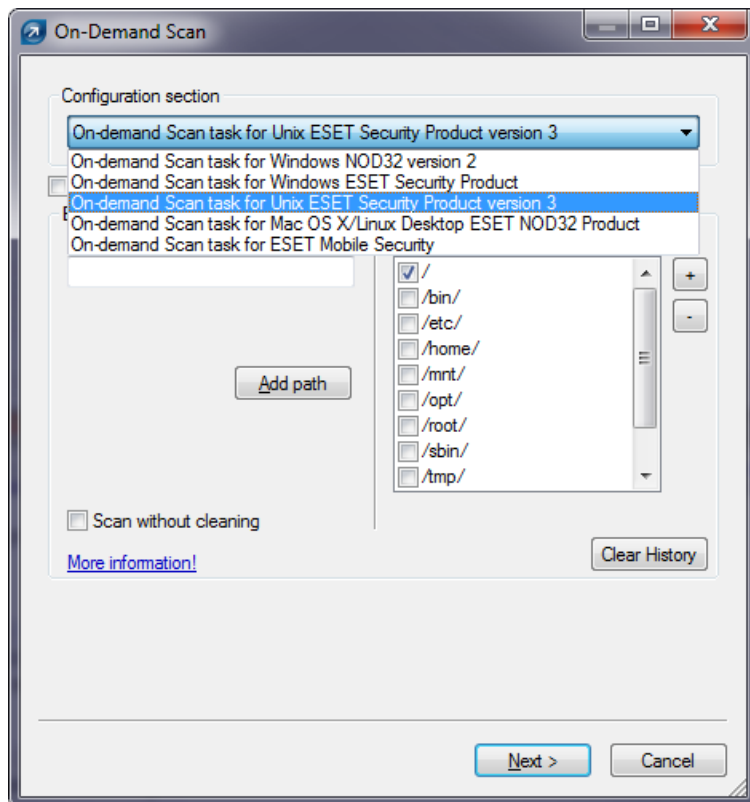 On-Demand Scan
Configuration section
On-demand Scan task for Unix ESET Security Product version 3
On-demand Scan task for Windows NOD32 version 2
On-demand Scan task for Windows ESET Security Product
On-demand Scan task for Unix ESET Security Product version 3
On-demand Scan task for Mac OS X/Linux Desktop ESET NOD32 Product
On-demand Scan task for ESET Mobile Security
/
/bin/
/etc/
/home/
/mnt/
/opt/
/root/
/sbin/
/tmp/
+
-
Add path
Scan without cleaning
More information!
Clear History
Next >
Cancel